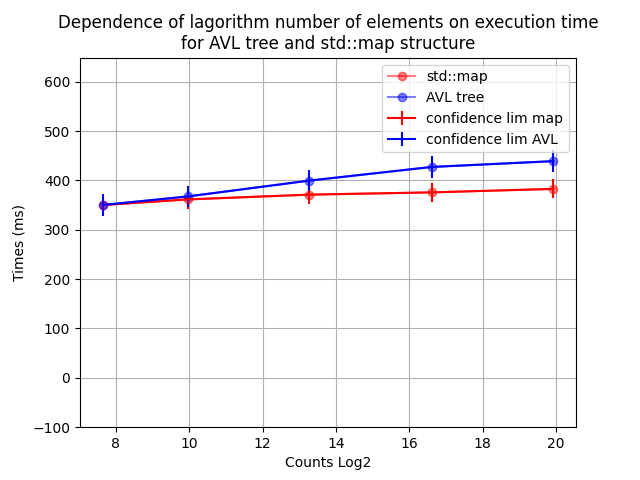 Dependence of lagorithm number of elements on execution time
for AVL tree and std::map structure
std::map
AVL tree
confidence lim map
confidence lim AVL
Times (ms)
600
500
400
300
200
100
0
−100
8
10
12
14
16
18
20
Counts Log2